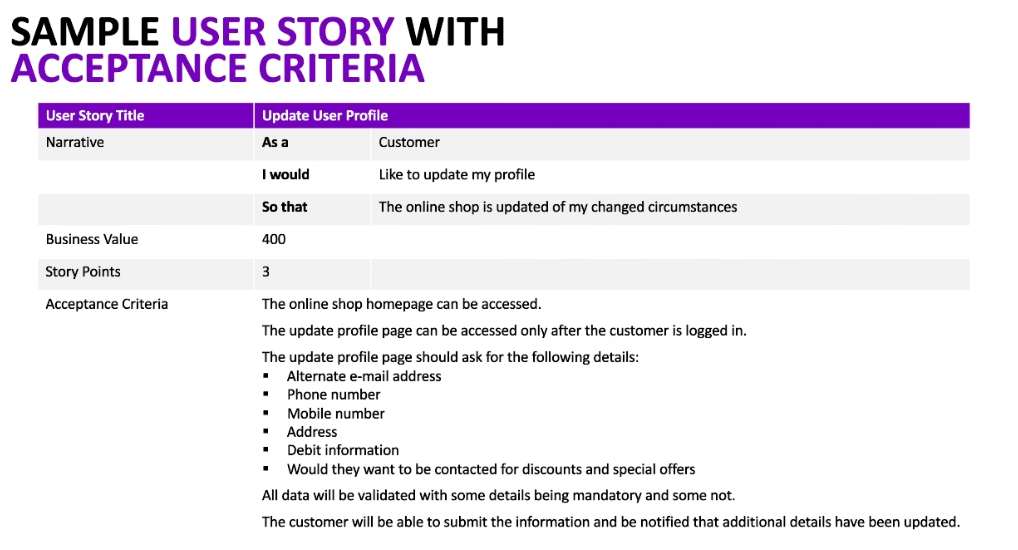 SAMPLE USER STORY WITH
ACCEPTANCE CRITERIA
User Story Title Update User Profile
Narrative As a Customer
I would Like to update my profile
So that The online shop is updated of my changed circumstances
Business Value 400
Story Points 3
Acceptance Criteria The online shop homepage can be accessed.
The update profile page can be accessed only after the customer is logged in.
The update profile page should ask for the following details:
▪ Alternate e-mail address
▪ Phone number
▪ Mobile number
▪ Address
▪ Debit information
▪ Would they want to be contacted for discounts and special offers
All data will be validated with some details being mandatory and some not.
The customer will be able to submit the information and be notified that additional details have been updated.